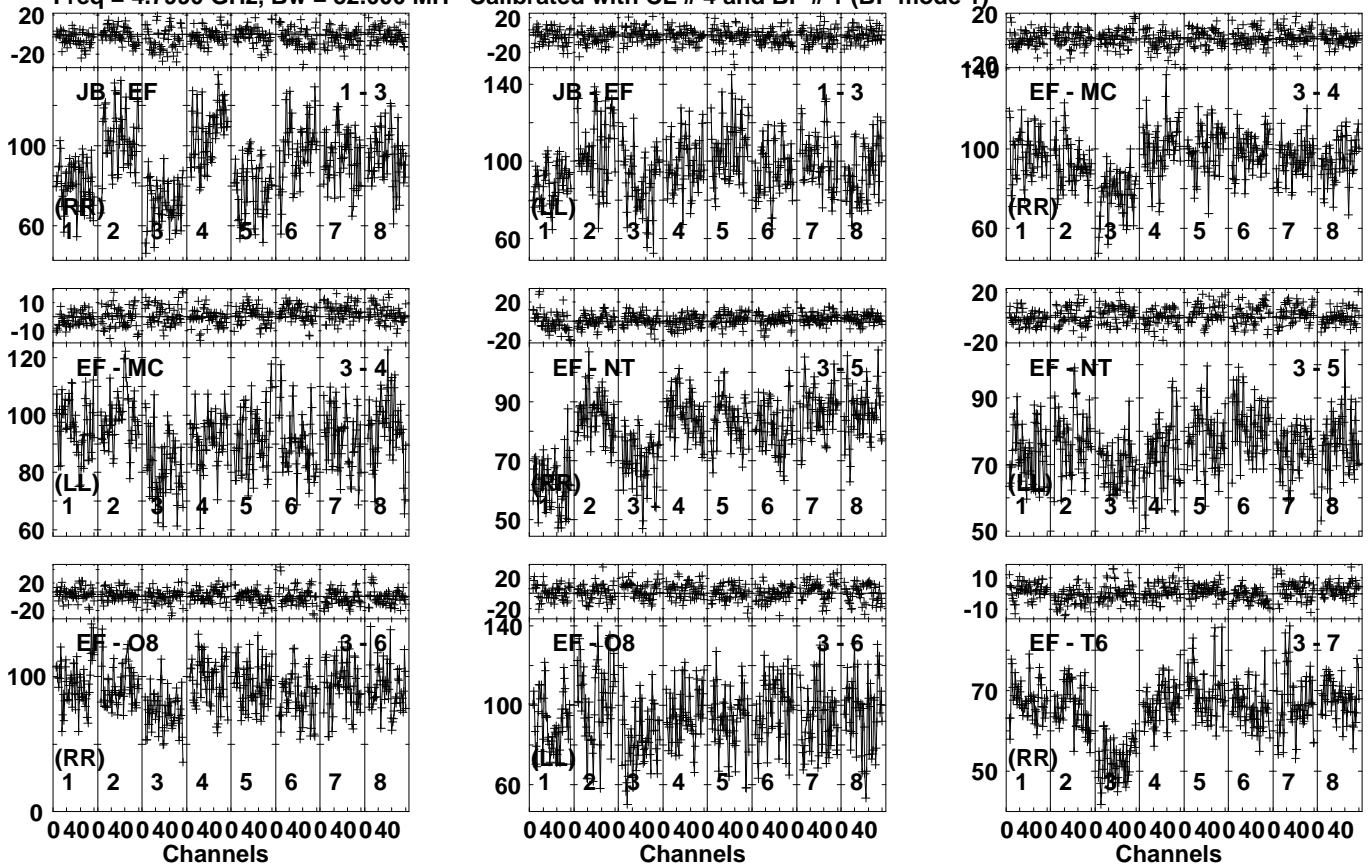 Calibrated with CL # 4 and BP # 1 (BP mode 1)
20
-20
JB - EF 1 - 3
100
60
(RR)
1 2 3 4 5 6 7 8
20
-20
JB - EF 1 - 3
140
100
60
(LL)
1 2 3 4 5 6 7 8
20
-20
140
EF - MC 3 - 4
100
60
(RR)
1 2 3 4 5 6 7 8
10
-10
120
EF - MC 3 - 4
100
80
60
(LL)
1 2 3 4 5 6 7 8
20
-20
EF - NT 3 - 5
90
70
50
(RR)
1 2 3 4 5 6 7 8
20
-20
EF - NT 3 - 5
90
70
50
(LL)
1 2 3 4 5 6 7 8
20
-20
EF - O8 3 - 6
100
0
(RR)
1 2 3 4 5 6 7 8
0 40 0 40 0 40 0 40 0 40 0 40 0 40 0 40
Channels
20
-20
140
EF - O8 3 - 6
100
60
(LL)
1 2 3 4 5 6 7 8
0 40 0 40 0 40 0 40 0 40 0 40 0 40 0 40
Channels
10
-10
EF - T6 3 - 7
70
50
(RR)
1 2 3 4 5 6 7 8
0 40 0 40 0 40 0 40 0 40 0 40 0 40 0 40
Channels